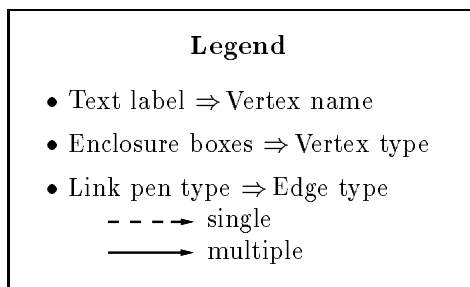 Legend
• Text label ⇒ Vertex name
• Enclosure boxes ⇒ Vertex type
• Link pen type ⇒ Edge type
single
multiple